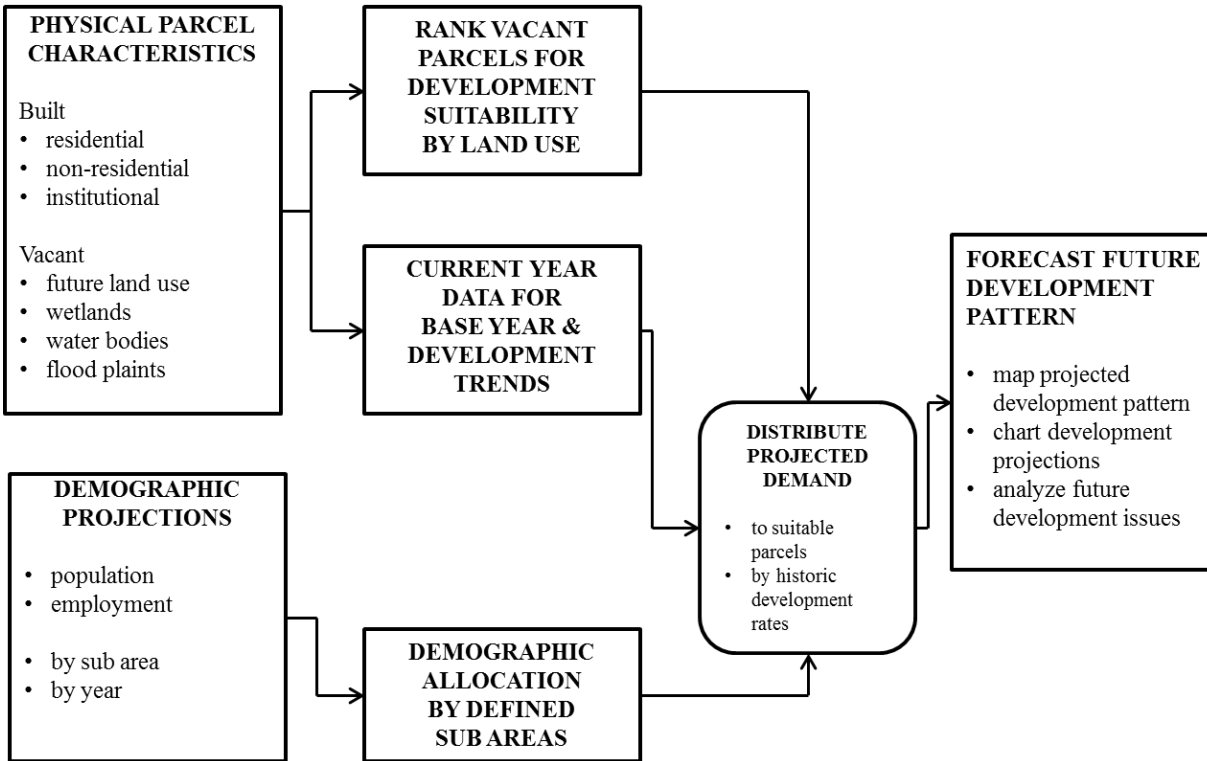 PHYSICAL PARCEL
CHARACTERISTICS
Built
• residential
• non-residential
• institutional
Vacant
• future land use
• wetlands
• water bodies
• flood plaints
DEMOGRAPHIC
PROJECTIONS
• population
• employment
• by sub area
• by year
RANK VACANT
PARCELS FOR
DEVELOPMENT
SUITABILITY
BY LAND USE
CURRENT YEAR
DATA FOR
BASE YEAR &
DEVELOPMENT
TRENDS
DEMOGRAPHIC
ALLOCATION
BY DEFINED
SUB AREAS
DISTRIBUTE
PROJECTED
DEMAND
• to suitable
parcels
• by historic
development
rates
FORECAST FUTURE
DEVELOPMENT
PATTERN
• map projected
development pattern
• chart development
projections
• analyze future
development issues